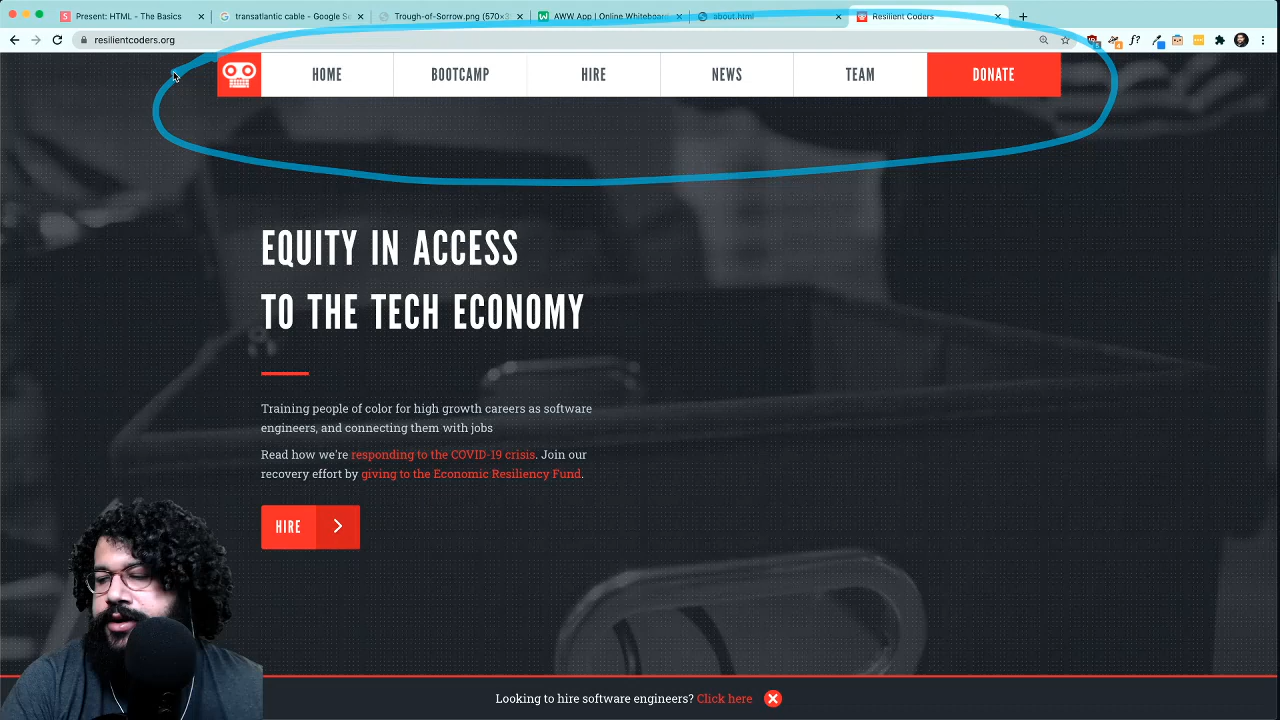 Present: HTML - The Basics
transatlantic cable - Google Se
Trough-of-Sorrow.png (570×3
AWW App | Online Whiteboard
about.html
Resilient Coders
resilientcoders.org
HOME
BOOTCAMP
HIRE
NEWS
TEAM
DONATE
EQUITY IN ACCESS
TO THE TECH ECONOMY
Training people of color for high growth careers as software
engineers, and connecting them with jobs
Read how we're responding to the COVID-19 crisis. Join our
recovery effort by giving to the Economic Resiliency Fund.
HIRE
Looking to hire software engineers? Click here